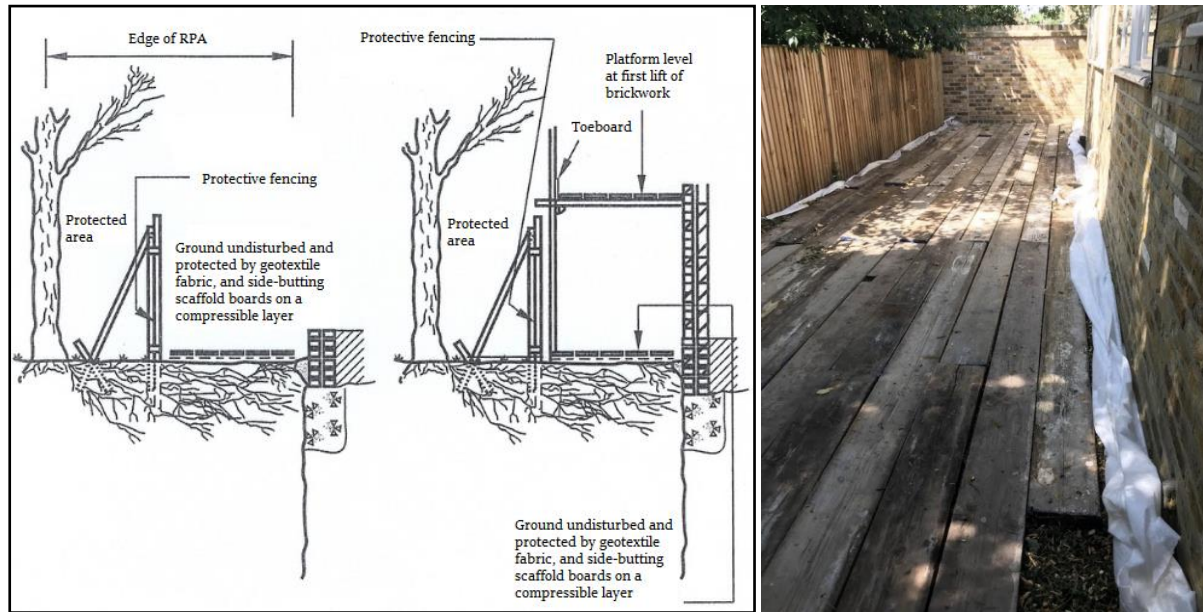 Edge of RPA
Protective fencing
Protected
area
Ground undisturbed and
protected by geotextile
fabric, and side-butting
scaffold boards on a
compressible layer
Protective fencing
Platform level
at first lift of
brickwork
Toeboard
Protected
area
Ground undisturbed and
protected by geotextile
fabric, and side-butting
scaffold boards on a
compressible layer